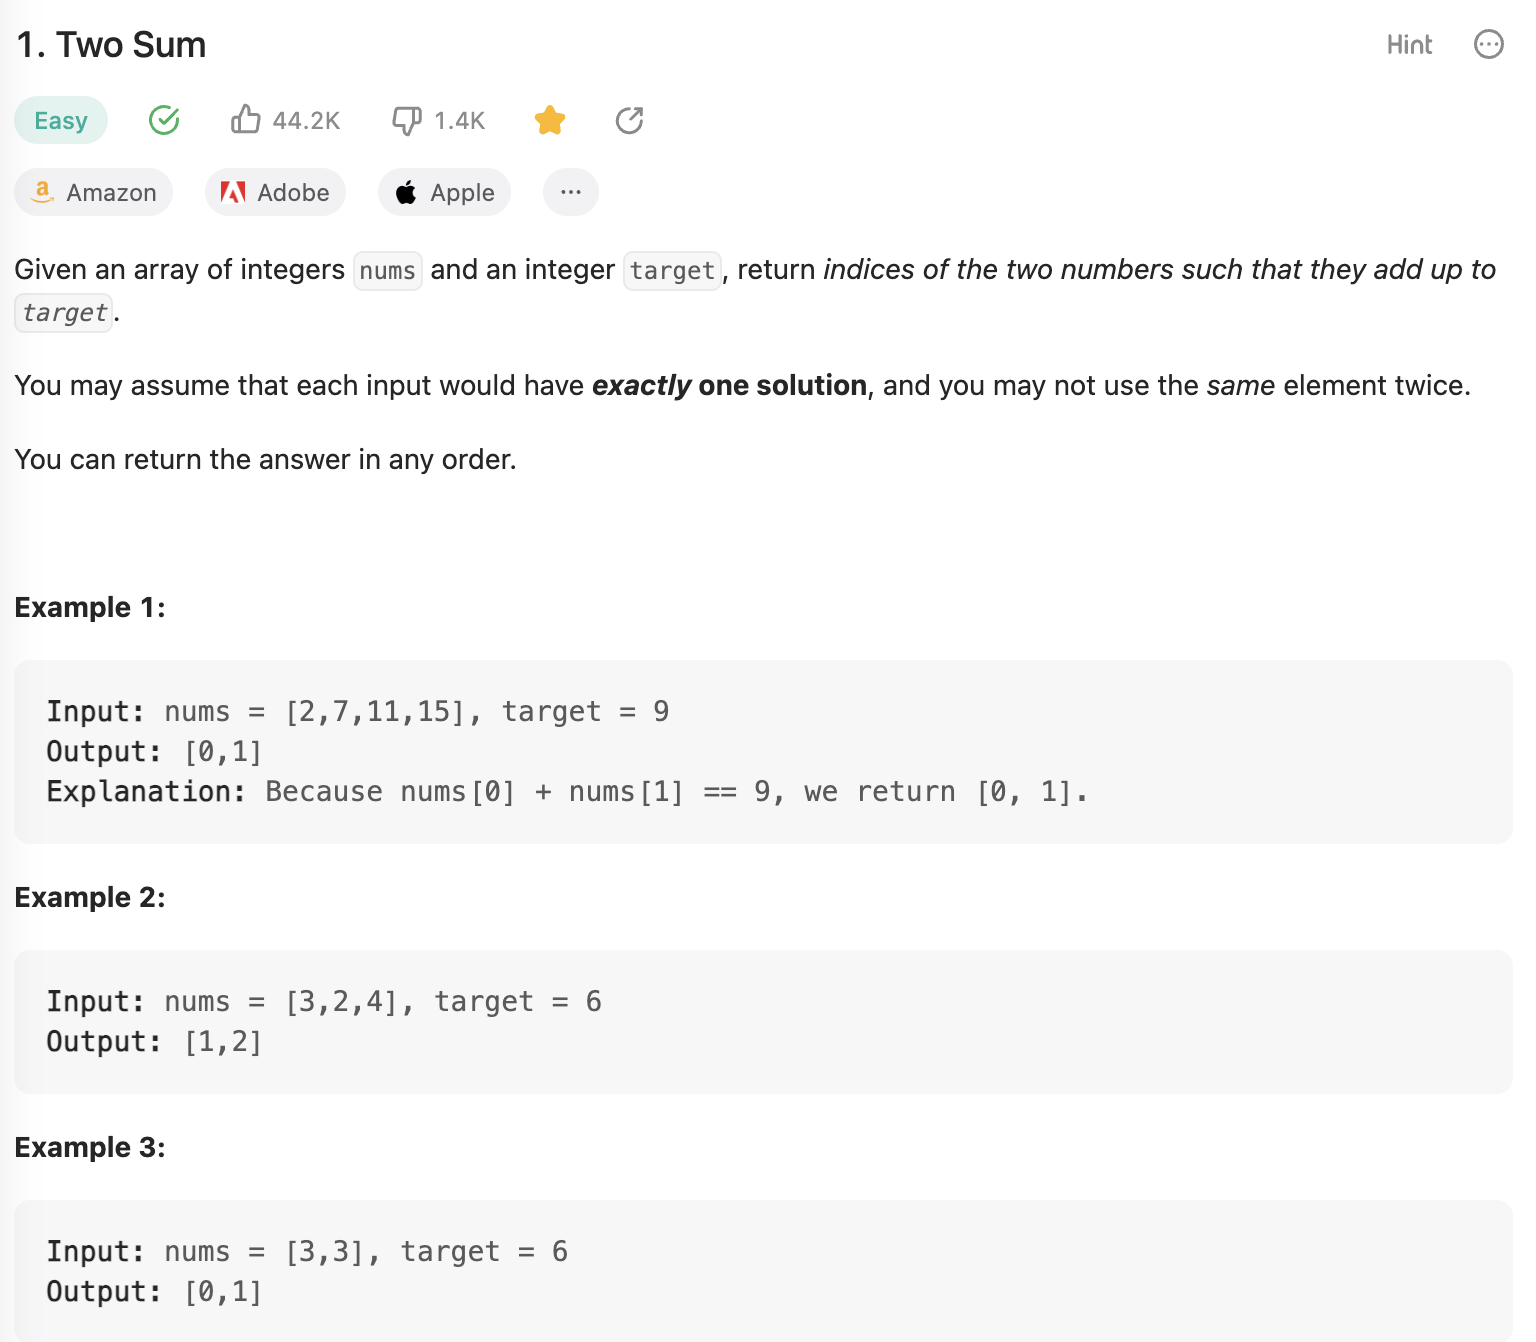 1. Two Sum
Hint
Easy
44.2K
1.4K
Amazon
Adobe
Apple
Given an array of integers nums and an integer target, return indices of the two numbers such that they add up to
target.
You may assume that each input would have exactly one solution, and you may not use the same element twice.
You can return the answer in any order.
Example 1:
Input: nums = [2,7,11,15], target = 9
Output: [0,1]
Explanation: Because nums[0] + nums[1] == 9, we return [0, 1].
Example 2:
Input: nums = [3,2,4], target = 6
Output: [1,2]
Example 3:
Input: nums = [3,3], target = 6
Output: [0,1]